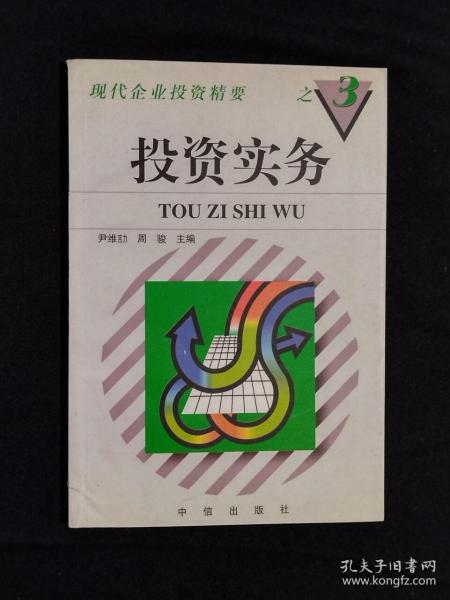 现代企业投资精要 之 3
投资实务
TOU ZI SHI WU
尹维劼 周 骏 主编
中信出版社
孔夫子旧书网
www.kongfz.com